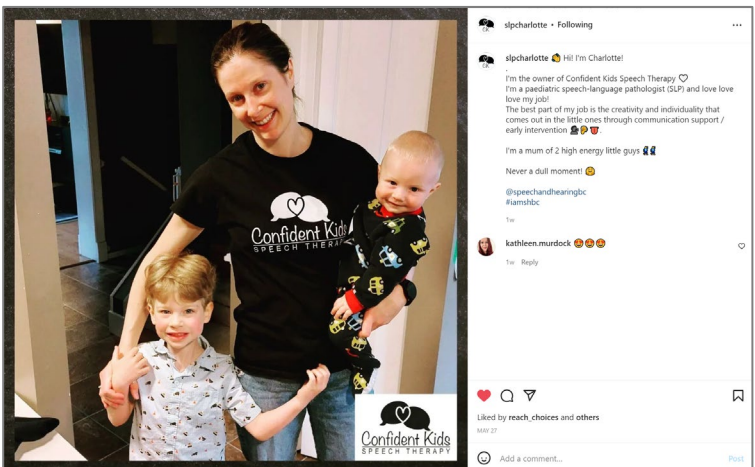 Confident Kids
SPEECH THERAPY
Confident Kids
SPEECH THERAPY
slpcharlotte • Following
slpcharlotte 👋 Hi! I'm Charlotte!
.
I'm the owner of Confident Kids Speech Therapy ♡
I'm a paediatric speech-language pathologist (SLP) and love love
love my job!
The best part of my job is the creativity and individuality that
comes out in the little ones through communication support /
early intervention
I'm a mum of 2 high energy little guys
Never a dull moment!
@speechandhearingbc
#iamshbc
1w
kathleen.murdock 😍😍😍
1w Reply
Liked by reach_choices and others
MAY 27
Add a comment...
Post